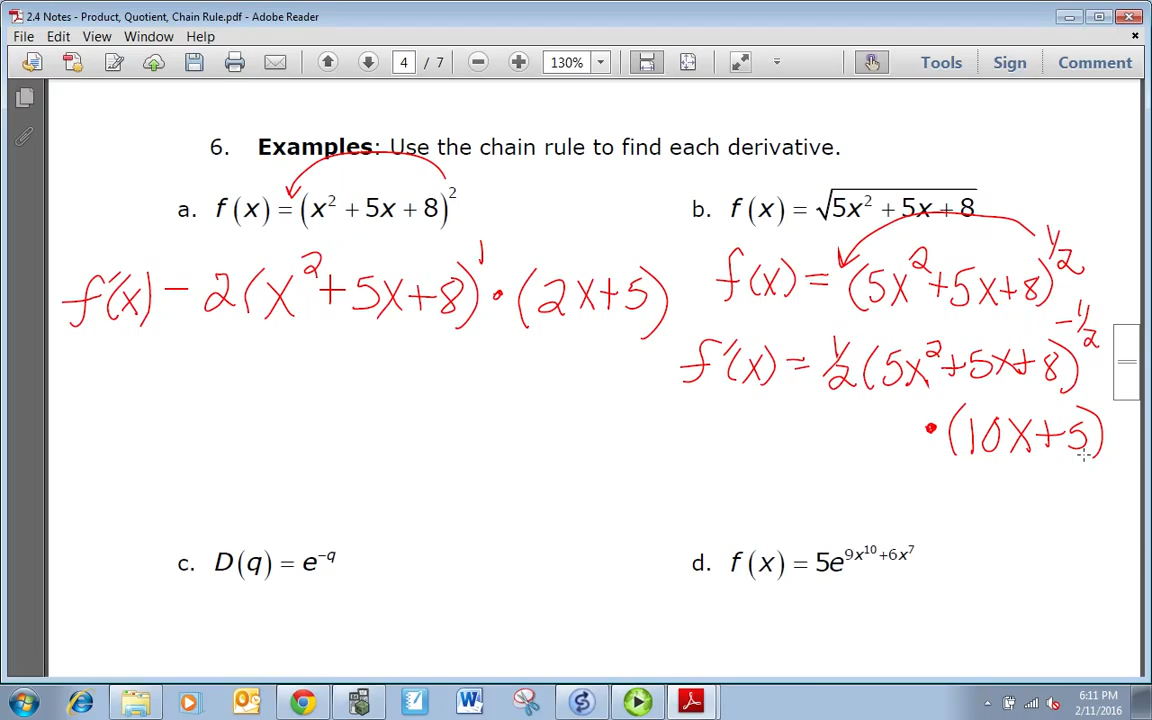 2.4 Notes - Product, Quotient, Chain Rule.pdf - Adobe Reader
File Edit View Window Help
4 / 7 130% Tools Sign Comment
6. Examples: Use the chain rule to find each derivative.
a. f(x) = (x² + 5x + 8)²
f'(x) - 2(x² + 5x + 8)¹ • (2x + 5)
b. f(x) = √(5x² + 5x + 8)
f(x) = (5x² + 5x + 8)^1/2
f'(x) = 1/2 (5x² + 5x + 8)^-1/2
• (10x + 5)
c. D(q) = e^-q
d. f(x) = 5e^(9x¹⁰ + 6x⁷)
6:11 PM
2/11/2016